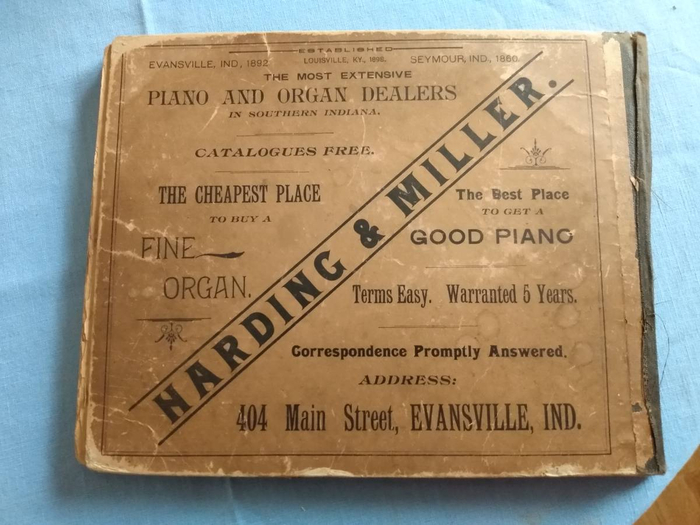 ESTABLISHED
EVANSVILLE, IND., 1892. LOUISVILLE, KY., SEYMOUR, IND.,
THE MOST EXTENSIVE
PIANO AND ORGAN DEALERS
IN SOUTHERN INDIANA.
CATALOGUES FREE.
THE CHEAPEST PLACE
TO BUY A
FINE
ORGAN.
HARDING & MILLER.
The Best Place
TO GET A
GOOD PIANO
Terms Easy. Warranted 5 Years.
Correspondence Promptly Answered.
ADDRESS:
404 Main Street, EVANSVILLE, IND.